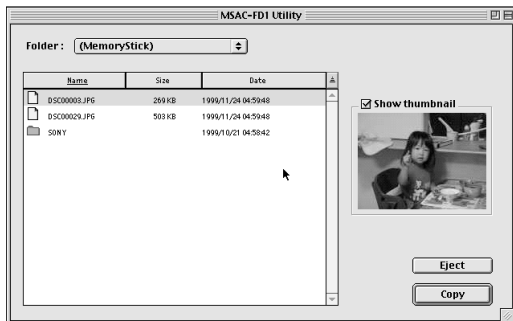 MSAC-FD1 Utility
Folder : (MemoryStick)
Name Size Date
DSC00003.JPG 269 KB 1999/11/24 04:59:48
DSC00029.JPG 503 KB 1999/11/24 04:59:48
SONY 1999/10/21 04:58:42
Show thumbnail
Eject
Copy